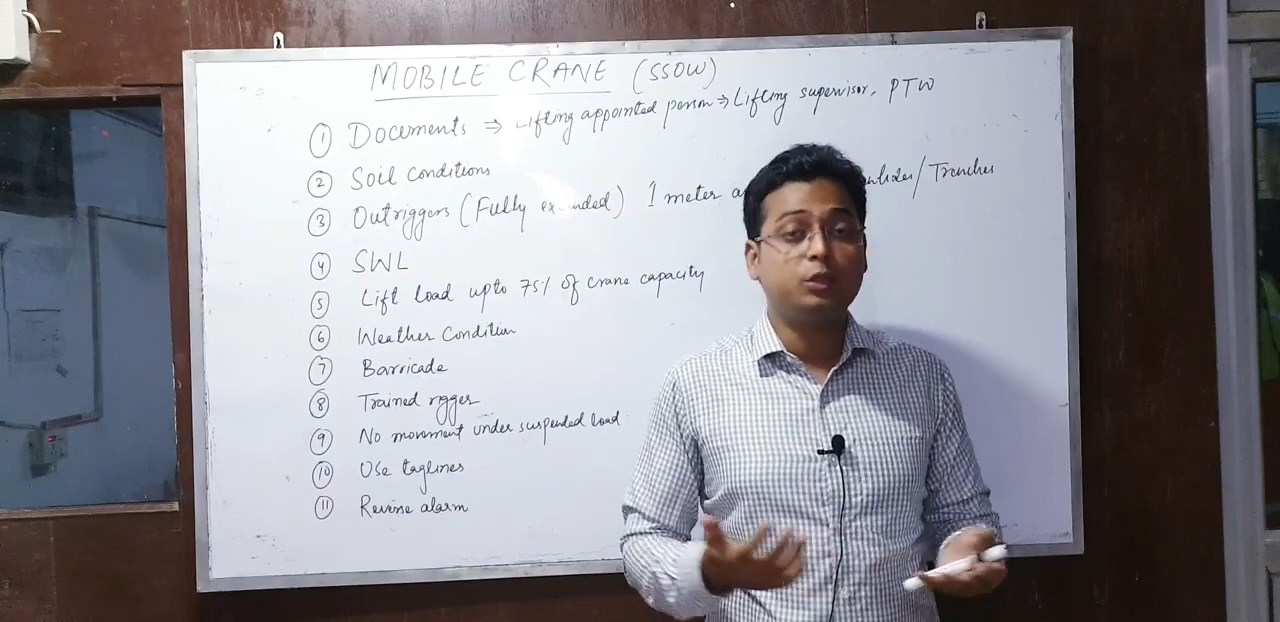 MOBILE CRANE (SSOW)
① Documents ⇒ Lifting appointed person ⇒ Lifting supervisor, PTW
② Soil conditions
③ Outriggers (Fully) 1 meter / Trenches
④ SWL
⑤ Lift load upto 75% of crane capacity
⑥ Weather Condition
⑦ Barricade
⑧ Trained rigger
⑨ No movement under suspended load
⑩ Use taglines
⑪ Reverse alarm